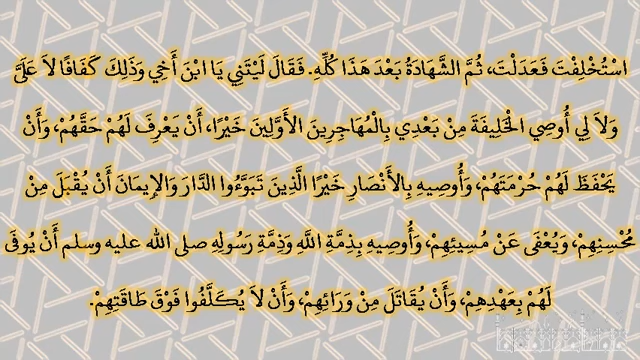 اسْتُخْلِفْتَ فَعَدَلْتَ، ثُمَّ الشَّهَادَةُ بَعْدَ هَذَا كُلِّهِ. فَقَالَ لَيْتَنِي يَا ابْنَ أَخِي وَذَلِكَ كَفَافًا لاَ عَلَىَّ
وَلاَ لِي أُوصِي الْخَلِيفَةَ مِنْ بَعْدِي بِالْمُهَاجِرِينَ الأَوَّلِينَ خَيْرًا، أَنْ يَعْرِفَ لَهُمْ حَقَّهُمْ، وَأَنْ
يَحْفَظَ لَهُمْ حُرْمَتَهُمْ، وَأُوصِيهِ بِالأَنْصَارِ خَيْرًا الَّذِينَ تَبَوَّءُوا الدَّارَ وَالإِيمَانَ أَنْ يُقْبَلَ مِنْ
مُحْسِنِهِمْ، وَيُعْفَى عَنْ مُسِيئِهِمْ، وَأُوصِيهِ بِذِمَّةِ اللَّهِ وَذِمَّةِ رَسُولِهِ صلى الله عليه وسلم أَنْ يُوفَى
لَهُمْ بِعَهْدِهِمْ، وَأَنْ يُقَاتَلَ مِنْ وَرَائِهِمْ، وَأَنْ لاَ يُكَلَّفُوا فَوْقَ طَاقَتِهِمْ.